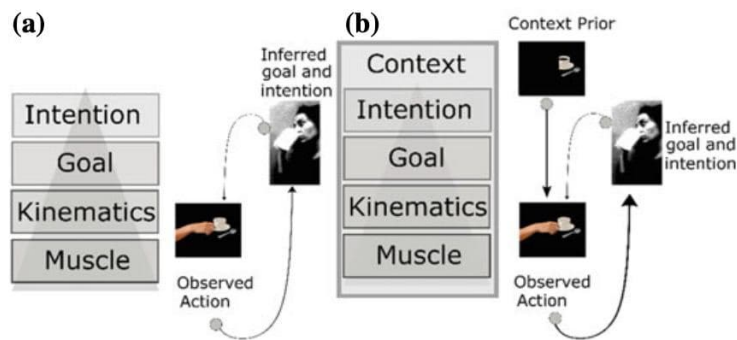 (a)
Intention
Goal
Kinematics
Muscle
Inferred
goal and
intention
Observed
Action
(b)
Context
Intention
Goal
Kinematics
Muscle
Context Prior
Inferred
goal and
intention
Observed
Action